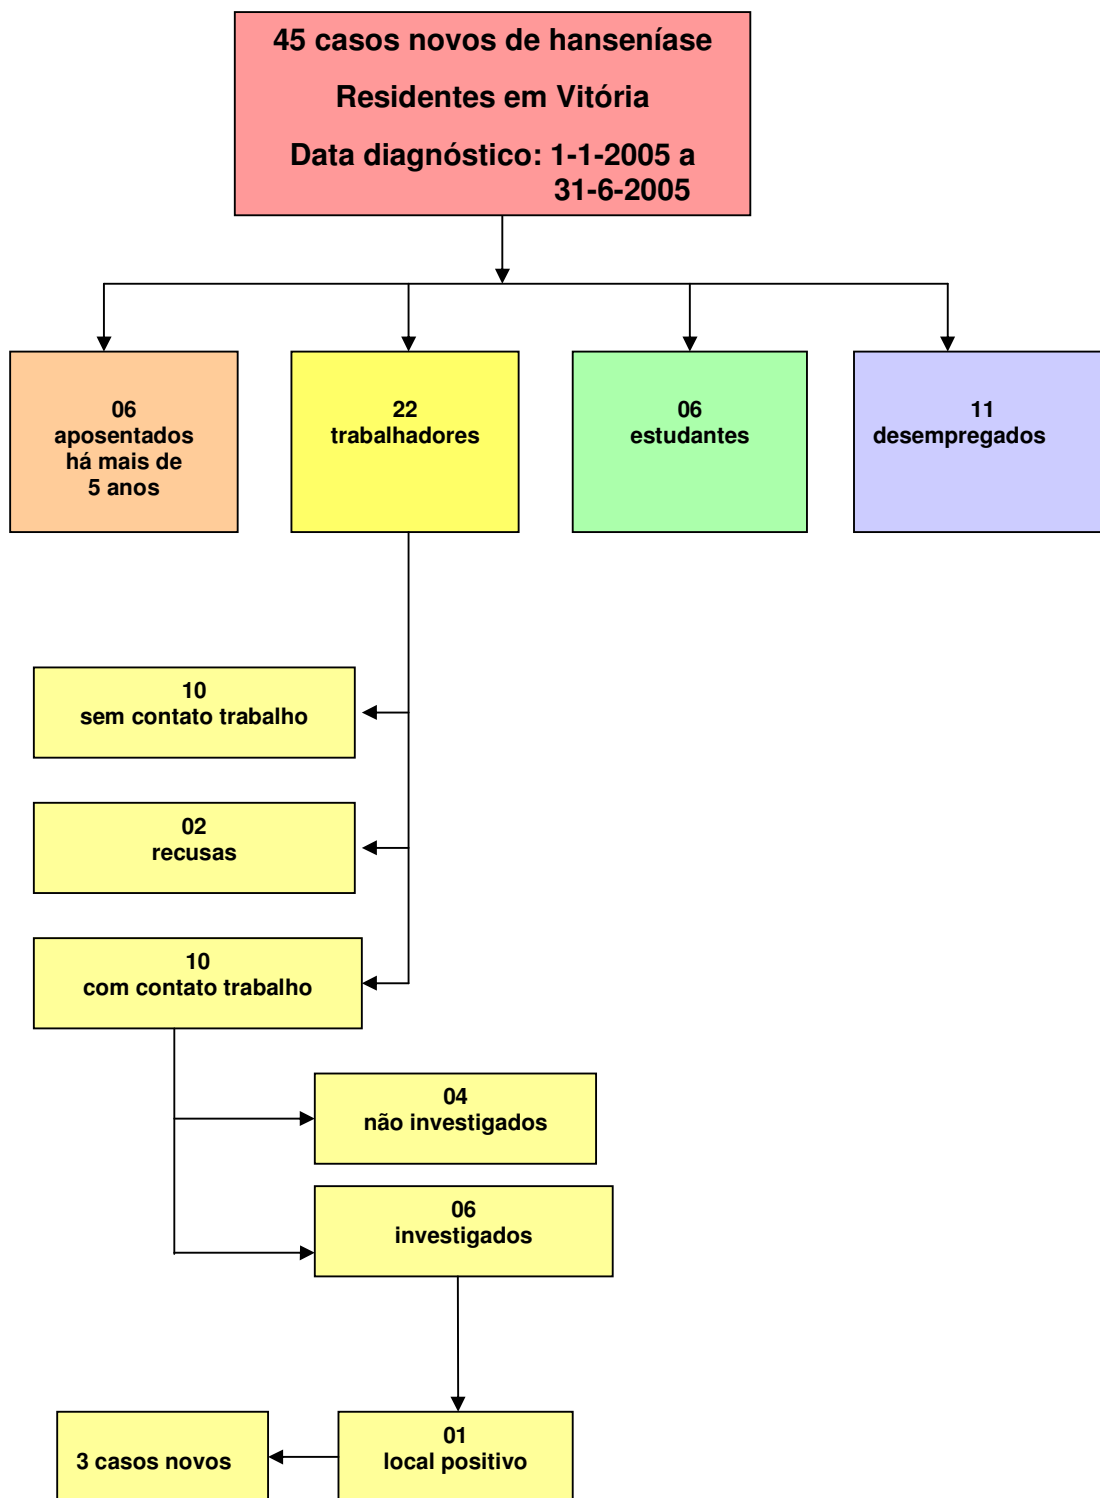 45 casos novos de hanseníase
Residentes em Vitória
Data diagnóstico: 1-1-2005 a
31-6-2005
06
aposentados
há mais de
5 anos
22
trabalhadores
06
estudantes
11
desempregados
10
sem contato trabalho
02
recusas
10
com contato trabalho
04
não investigados
06
investigados
01
local positivo
3 casos novos